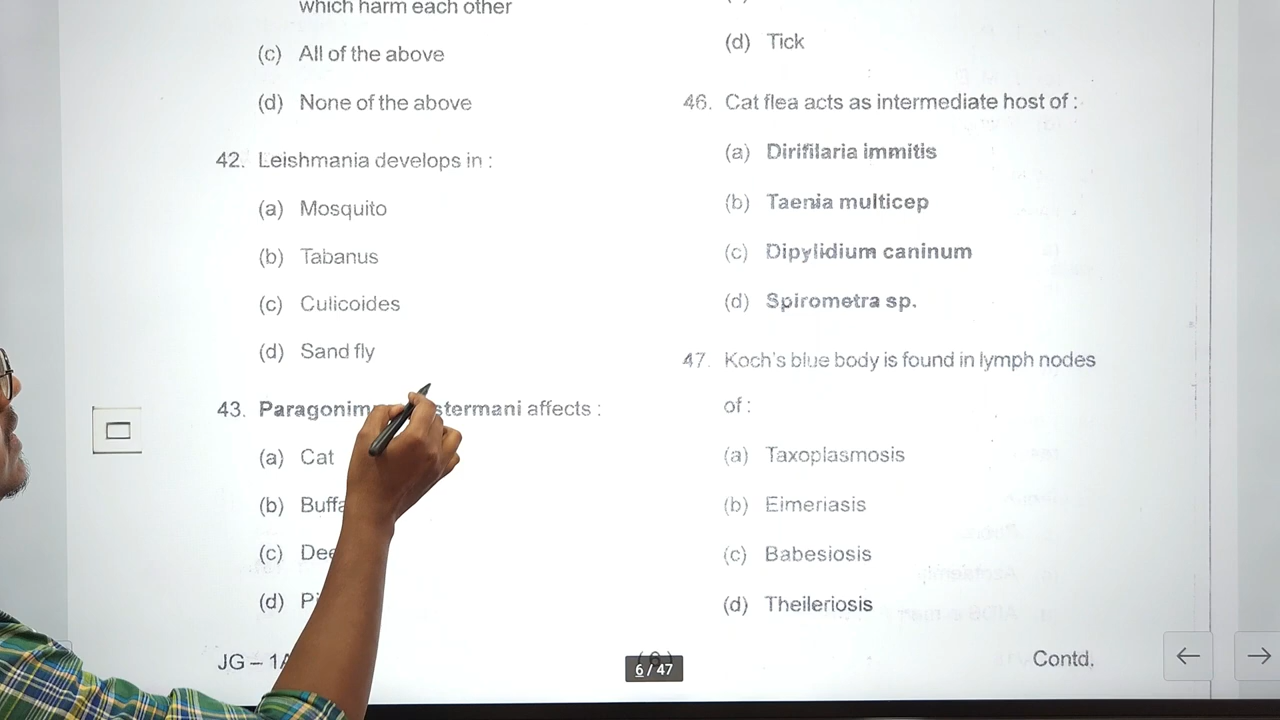 which harm each other
(c) All of the above
(d) None of the above
42. Leishmania develops in :
(a) Mosquito
(b) Tabanus
(c) Culicoides
(d) Sand fly
43. Paragonim stermani affects :
(a) Cat
(b) Buffa
(c) Dee
(d) Pi
JG – 1A
(d) Tick
46. Cat flea acts as intermediate host of :
(a) Dirifilaria immitis
(b) Taenia multicep
(c) Dipylidium caninum
(d) Spirometra sp.
47. Koch's blue body is found in lymph nodes
of :
(a) Taxoplasmosis
(b) Eimeriasis
(c) Babesiosis
(d) Theileriosis
6 / 47
Contd.